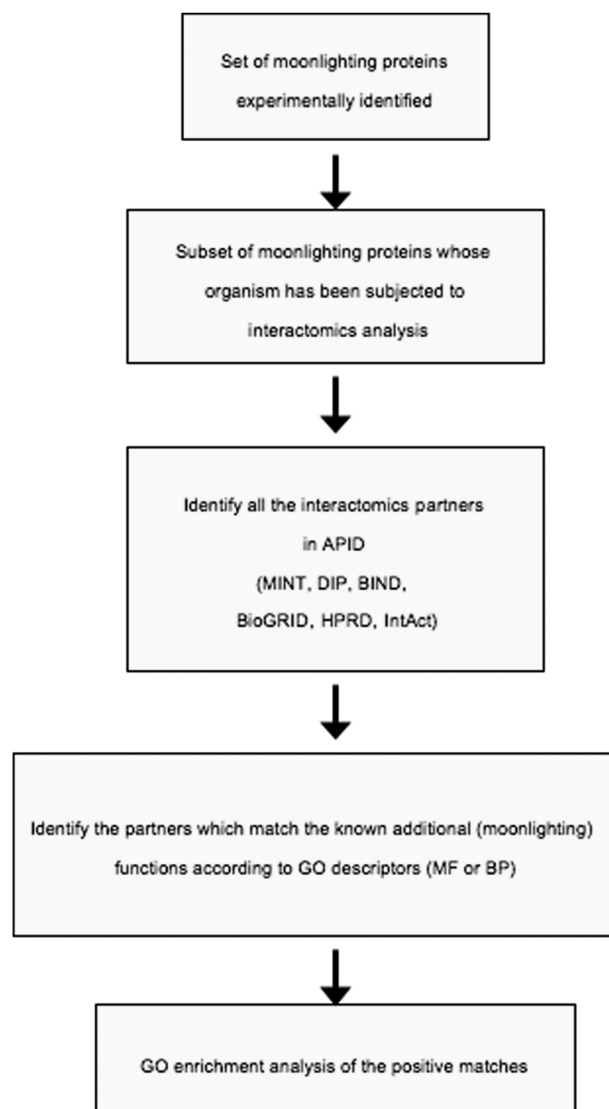 Set of moonlighting proteins
experimentally identified
Subset of moonlighting proteins whose
organism has been subjected to
interactomics analysis
Identify all the interactomics partners
in APID
(MINT, DIP, BIND,
BioGRID, HPRD, IntAct)
Identify the partners which match the known additional (moonlighting)
functions according to GO descriptors (MF or BP)
GO enrichment analysis of the positive matches